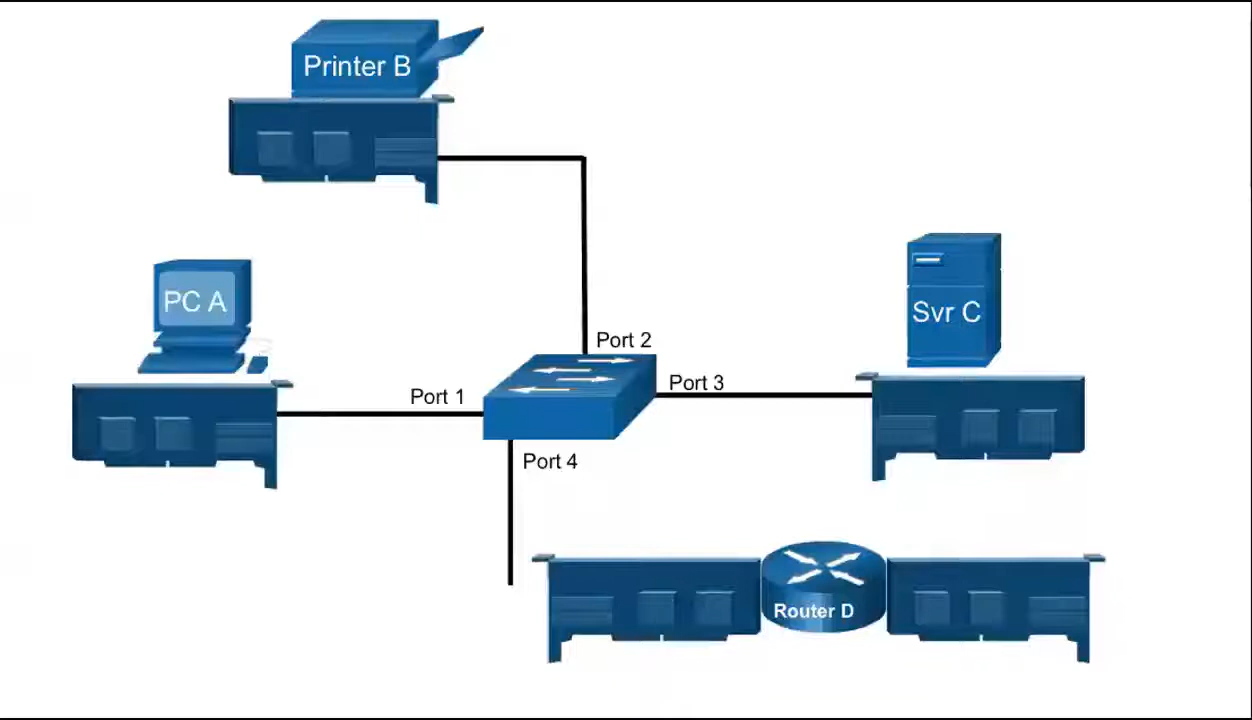 Printer B
PC A
Svr C
Port 2
Port 3
Port 1
Port 4
Router D